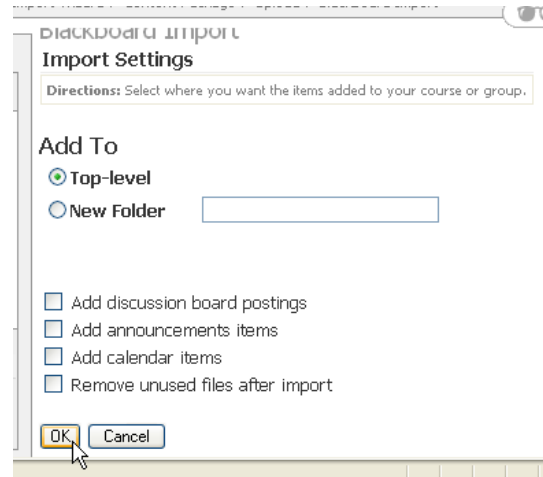 Blackboard Import
Import Settings
Directions: Select where you want the items added to your course or group.
Add To
Top-level
New Folder
Add discussion board postings
Add announcements items
Add calendar items
Remove unused files after import
OK Cancel